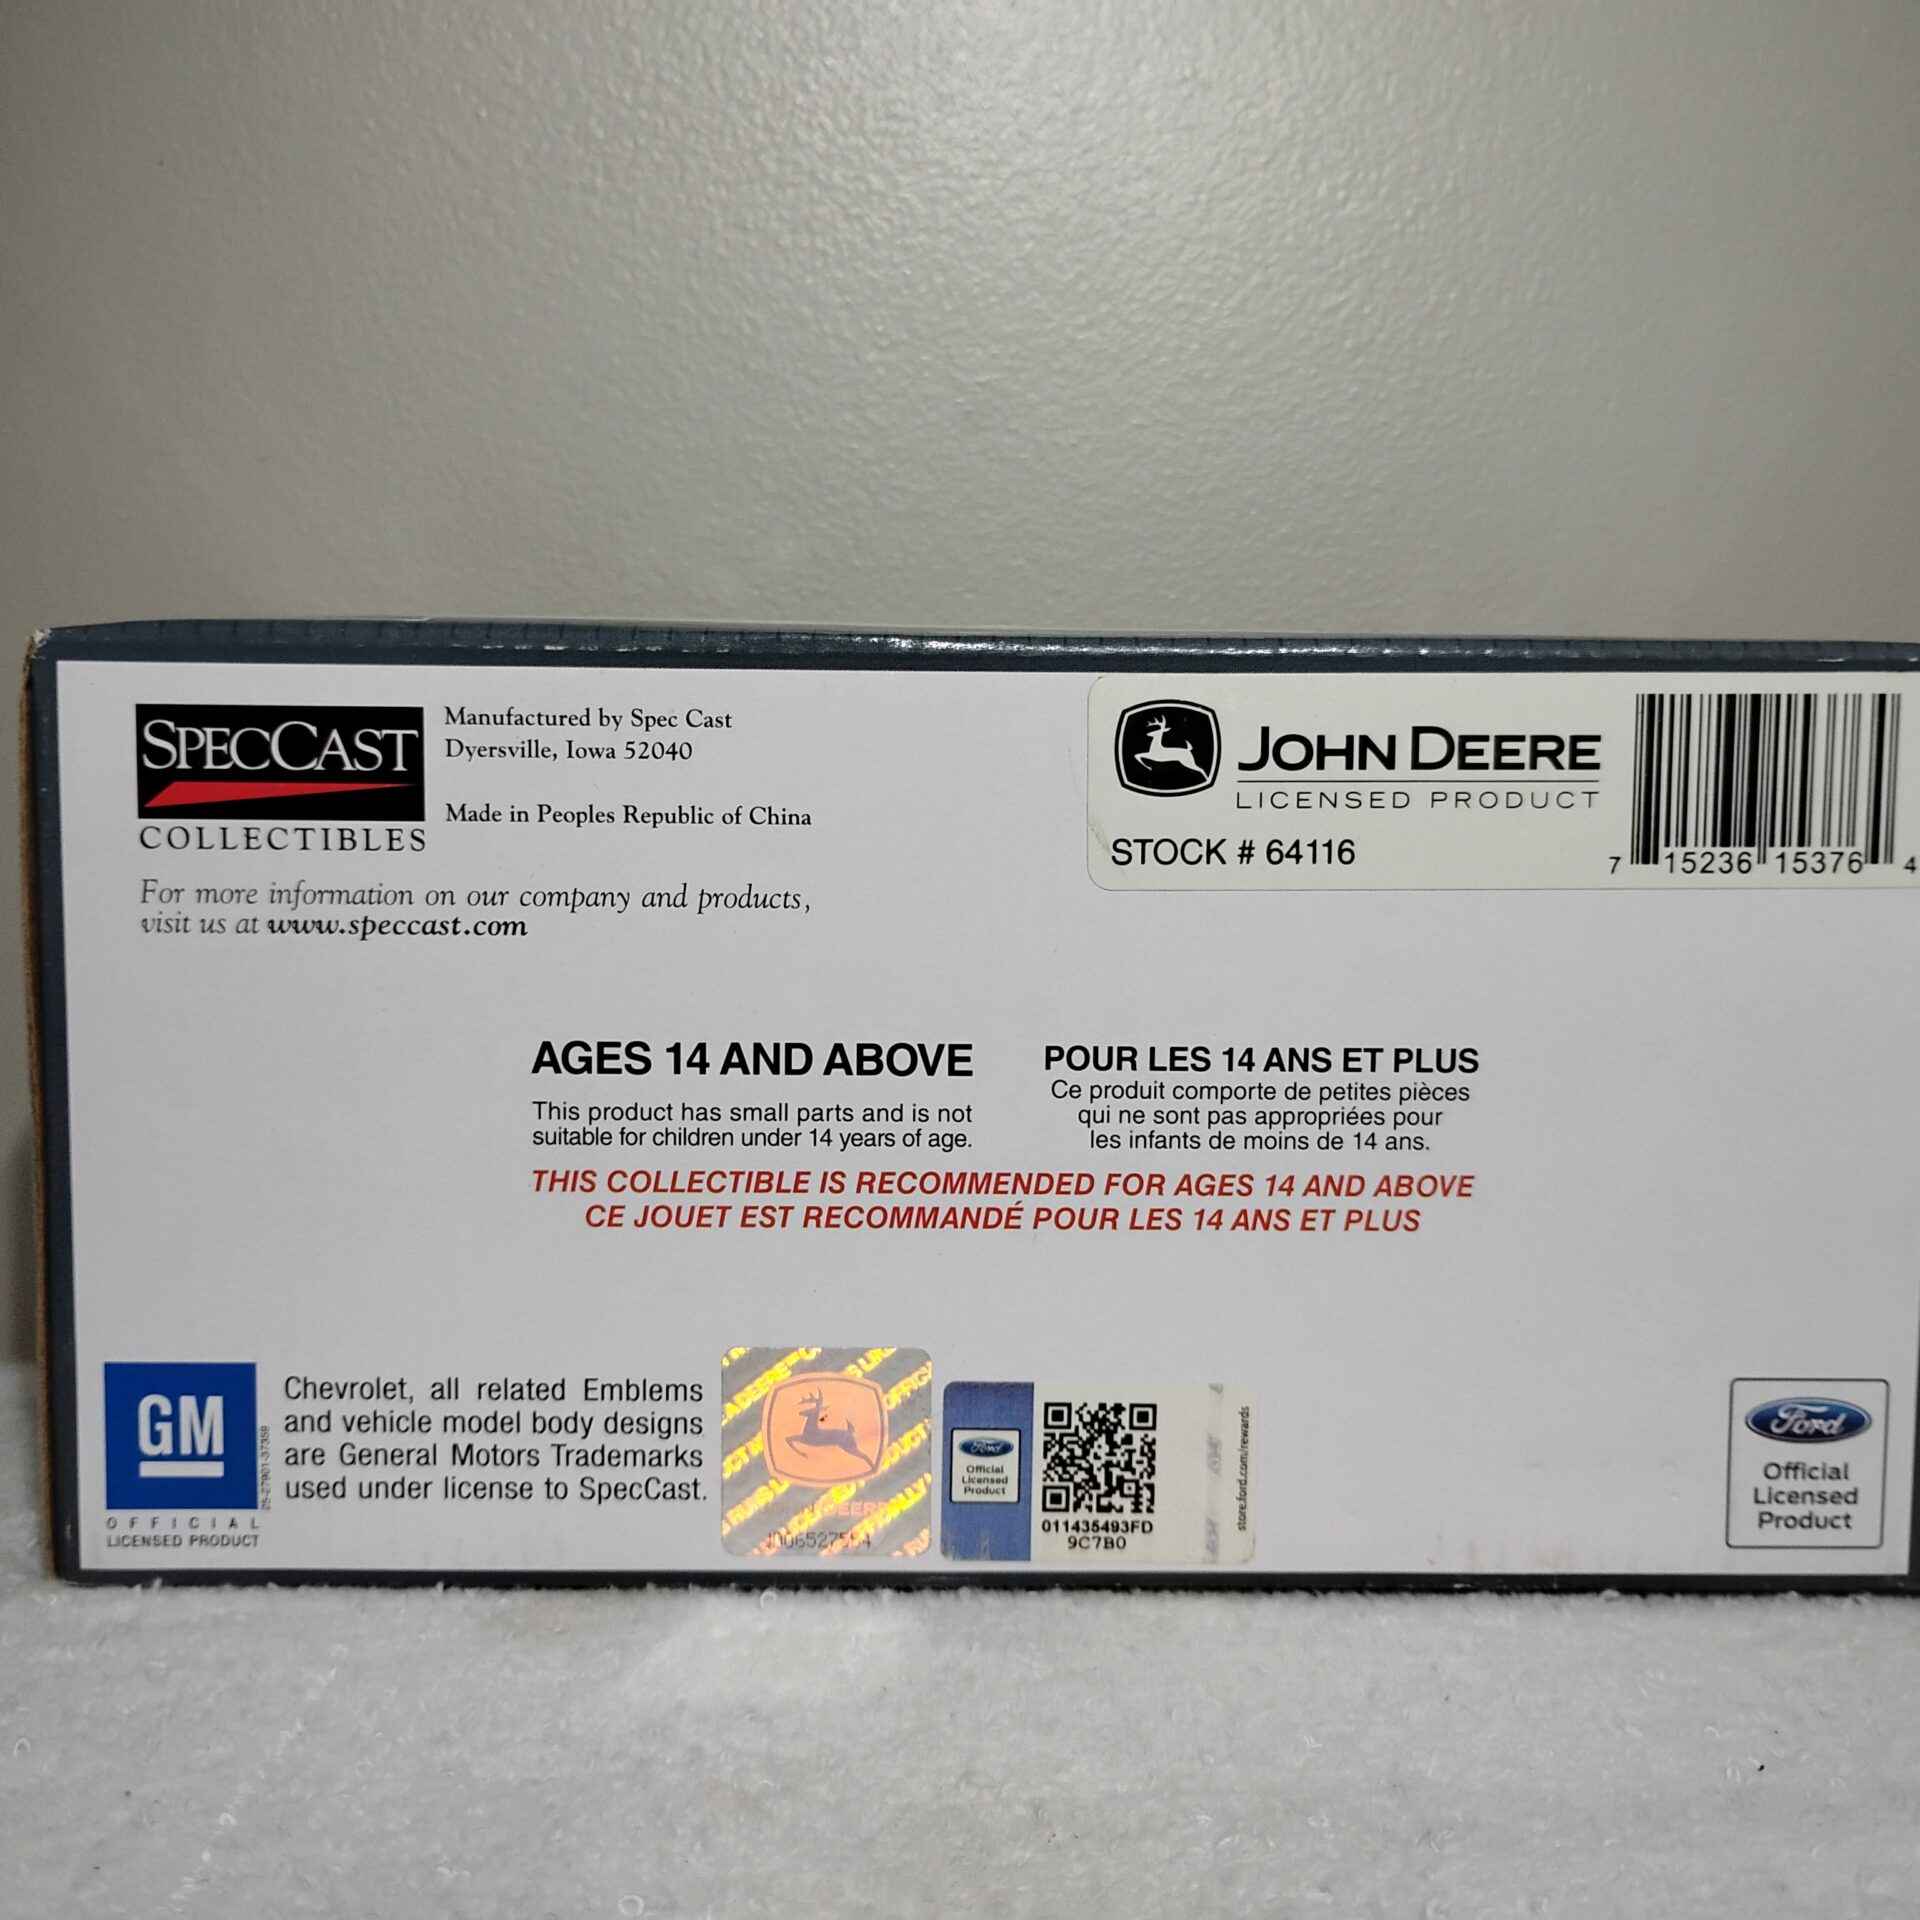 SPECCAST
COLLECTIBLES
Manufactured by Spec Cast
Dyersville, Iowa 52040
Made in Peoples Republic of China
For more information on our company and products,
visit us at www.speccast.com
JOHN DEERE
LICENSED PRODUCT
STOCK # 64116
7 15236 15376 4
AGES 14 AND ABOVE
This product has small parts and is not
suitable for children under 14 years of age.
POUR LES 14 ANS ET PLUS
Ce produit comporte de petites pièces
qui ne sont pas appropriées pour
les infants de moins de 14 ans.
THIS COLLECTIBLE IS RECOMMENDED FOR AGES 14 AND ABOVE
CE JOUET EST RECOMMANDÉ POUR LES 14 ANS ET PLUS
GM
OFFICIAL
LICENSED PRODUCT
Chevrolet, all related Emblems
and vehicle model body designs
are General Motors Trademarks
used under license to SpecCast.
Ford
Official
Licensed
Product
011435493FD
9C7B0
store.ford.com/rewards
Ford
Official
Licensed
Product